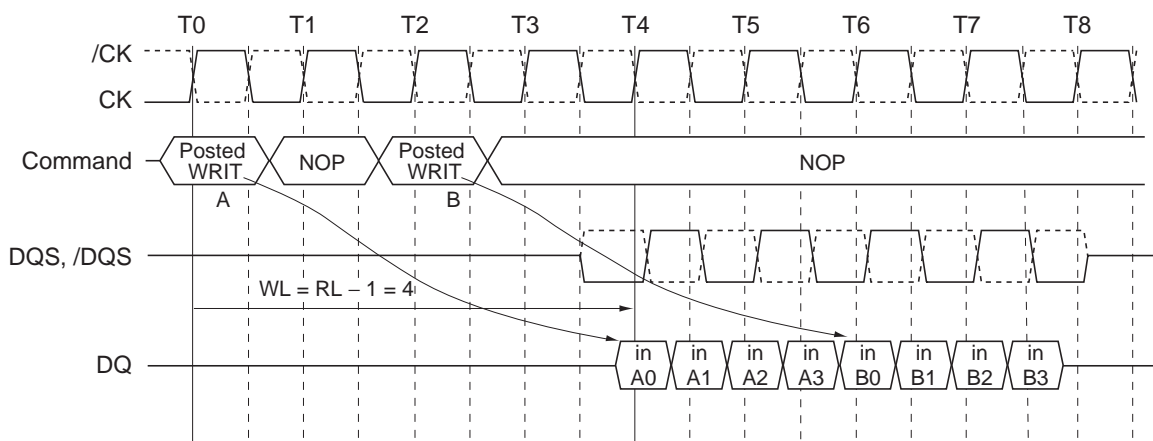 T0 T1 T2 T3 T4 T5 T6 T7 T8
/CK
CK
Command
Posted
WRIT
A
NOP
Posted
WRIT
B
NOP
DQS, /DQS
WL = RL − 1 = 4
DQ
in
A0
in
A1
in
A2
in
A3
in
B0
in
B1
in
B2
in
B3